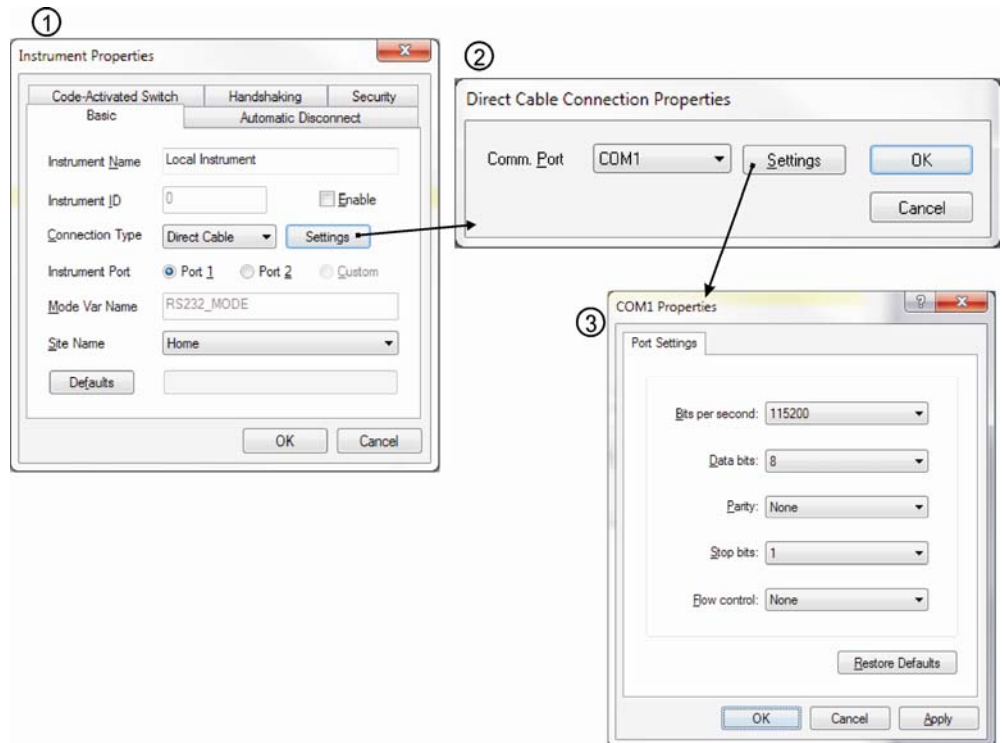 ①
Instrument Properties
Code-Activated Switch Handshaking Security
Basic Automatic Disconnect
Instrument Name Local Instrument
Instrument ID 0 Enable
Connection Type Direct Cable Settings
Instrument Port Port 1 Port 2 Custom
Mode Var Name RS232_MODE
Site Name Home
Defaults
OK Cancel
②
Direct Cable Connection Properties
Comm. Port COM1 Settings OK
Cancel
③
COM1 Properties
Port Settings
Bits per second: 115200
Data bits: 8
Parity: None
Stop bits: 1
Flow control: None
Restore Defaults
OK Cancel Apply